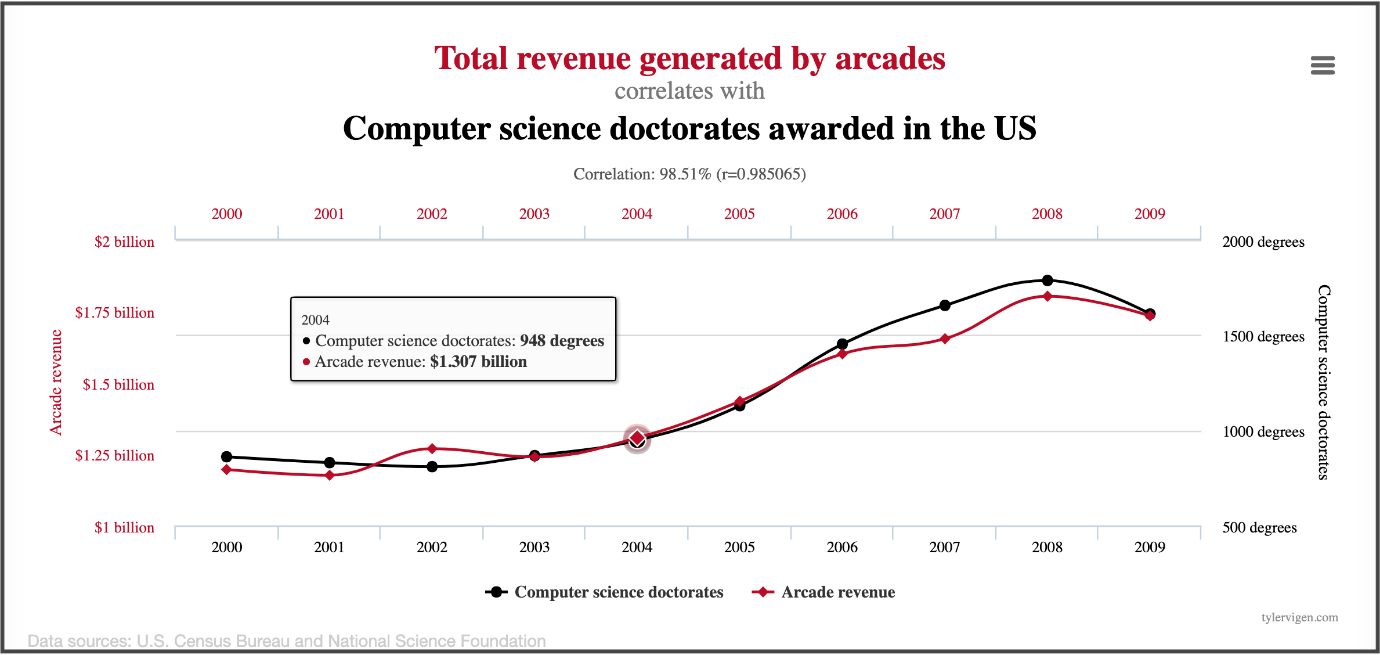 Total revenue generated by arcades
correlates with
Computer science doctorates awarded in the US
Correlation: 98.51% (r=0.985065)
2000 2001 2002 2003 2004 2005 2006 2007 2008 2009
$2 billion
2000 degrees
$1.75 billion
1500 degrees
$1.5 billion
1000 degrees
$1.25 billion
$1 billion
500 degrees
Arcade revenue
Computer science doctorates
2004
Computer science doctorates: 948 degrees
Arcade revenue: $1.307 billion
2000 2001 2002 2003 2004 2005 2006 2007 2008 2009
Computer science doctorates Arcade revenue
tylervigen.com
Data sources: U.S. Census Bureau and National Science Foundation